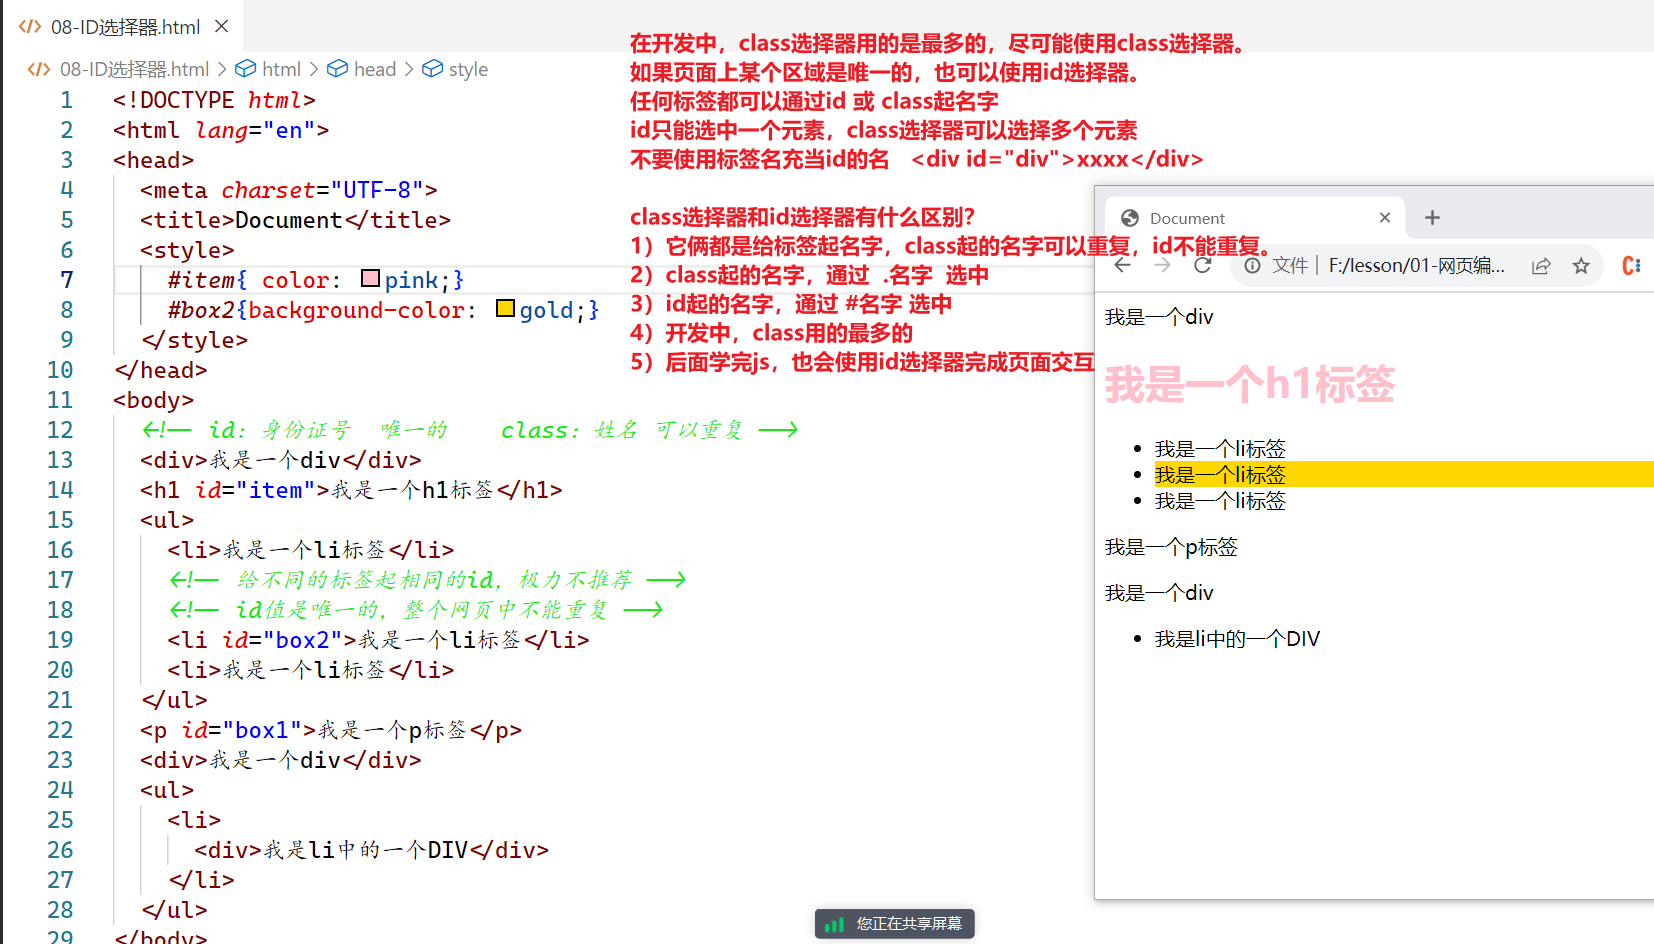 08-ID选择器.html
08-ID选择器.html > html > head > style
在开发中，class选择器用的是最多的，尽可能使用class选择器。
如果页面上某个区域是唯一的，也可以使用id选择器。
任何标签都可以通过id 或 class起名字
id只能选中一个元素，class选择器可以选择多个元素
不要使用标签名充当id的名 <div id="div">xxxx</div>
class选择器和id选择器有什么区别？
1）它俩都是给标签起名字，class起的名字可以重复，id不能重复。
2）class起的名字，通过 .名字 选中
3）id起的名字，通过 #名字 选中
4）开发中，class用的最多的
5）后面学完js，也会使用id选择器完成页面交互
1 <!DOCTYPE html>
2 <html lang="en">
3 <head>
4 <meta charset="UTF-8">
5 <title>Document</title>
6 <style>
7 #item{ color: pink;}
8 #box2{background-color: gold;}
9 </style>
10 </head>
11 <body>
12 <!-- id：身份证号 唯一的 class：姓名 可以重复 -->
13 <div>我是一个div</div>
14 <h1 id="item">我是一个h1标签</h1>
15 <ul>
16 <li>我是一个li标签</li>
17 <!-- 给不同的标签起相同的id，极力不推荐 -->
18 <!-- id值是唯一的，整个网页中不能重复 -->
19 <li id="box2">我是一个li标签</li>
20 <li>我是一个li标签</li>
21 </ul>
22 <p id="box1">我是一个p标签</p>
23 <div>我是一个div</div>
24 <ul>
25 <li>
26 <div>我是li中的一个DIV</div>
27 </li>
28 </ul>
29 </body>
Document
文件 | F:/lesson/01-网页编...
我是一个div
我是一个h1标签
我是一个li标签
我是一个li标签
我是一个li标签
我是一个p标签
我是一个div
我是li中的一个DIV
您正在共享屏幕